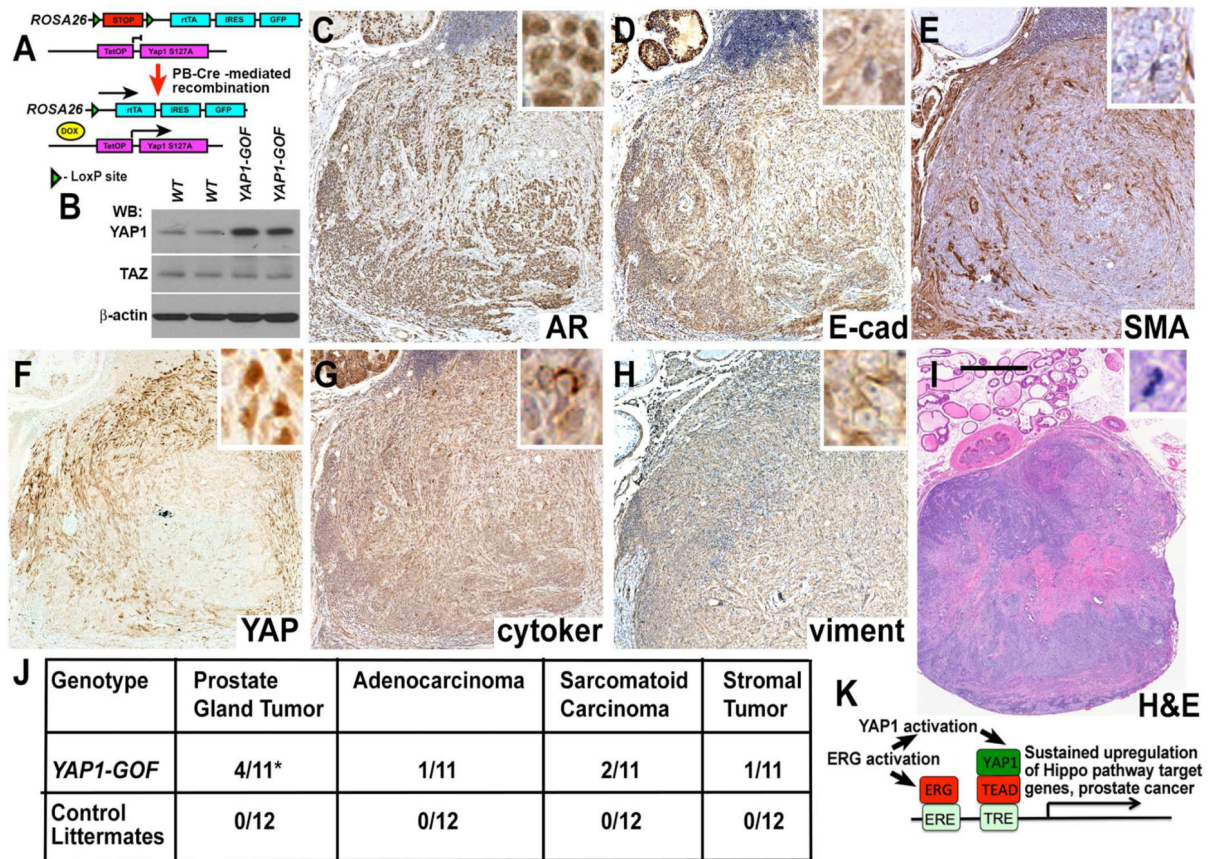 ROSA26 STOP rtTA IRES GFP
A
TetOP Yap1 S127A
PB-Cre -mediated
recombination
ROSA26 rtTA IRES GFP
DOX
TetOP Yap1 S127A
- LoxP site
B
WT WT YAP1-GOF YAP1-GOF
WB:
YAP1
TAZ
β-actin
C
AR
D
E-cad
E
SMA
F
YAP
G
cytoker
H
viment
I
H&E
J
Genotype Prostate Gland Tumor Adenocarcinoma Sarcomatoid Carcinoma Stromal Tumor
YAP1-GOF 4/11* 1/11 2/11 1/11
Control Littermates 0/12 0/12 0/12 0/12
K
YAP1 activation
ERG activation
YAP1
ERG TEAD
ERE TRE
Sustained upregulation
of Hippo pathway target
genes, prostate cancer